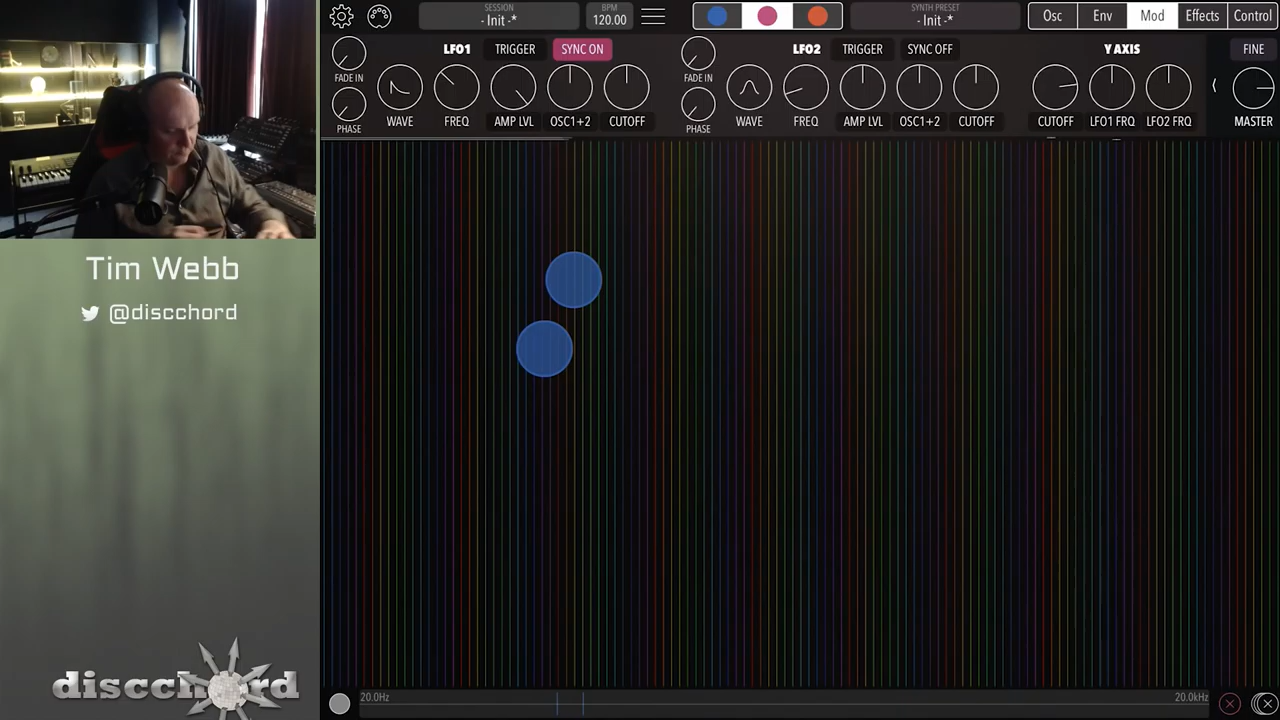 SESSION
- Init -*
BPM
120.00
SYNTH PRESET
- Init -*
Osc
Env
Mod
Effects
Control
LFO1
TRIGGER
SYNC ON
FADE IN
PHASE
WAVE
FREQ
AMP LVL
OSC1+2
CUTOFF
LFO2
TRIGGER
SYNC OFF
FADE IN
PHASE
WAVE
FREQ
AMP LVL
OSC1+2
CUTOFF
Y AXIS
CUTOFF
LFO1 FRQ
LFO2 FRQ
FINE
MASTER
Tim Webb
@discchord
discchord
20.0Hz
20.0kHz